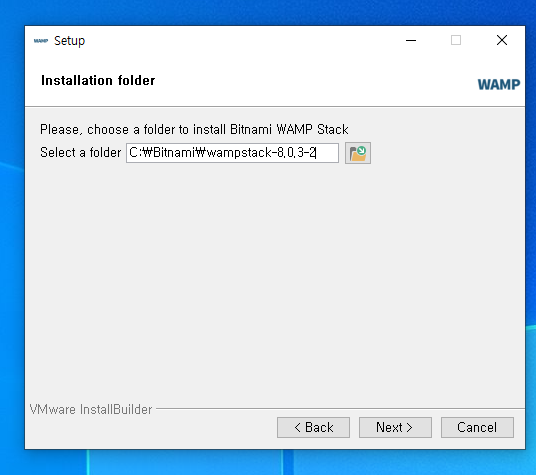 WAMP Setup
Installation folder
WAMP
Please, choose a folder to install Bitnami WAMP Stack
Select a folder C:₩Bitnami₩wampstack-8.0.3-2
VMware InstallBuilder
< Back Next > Cancel